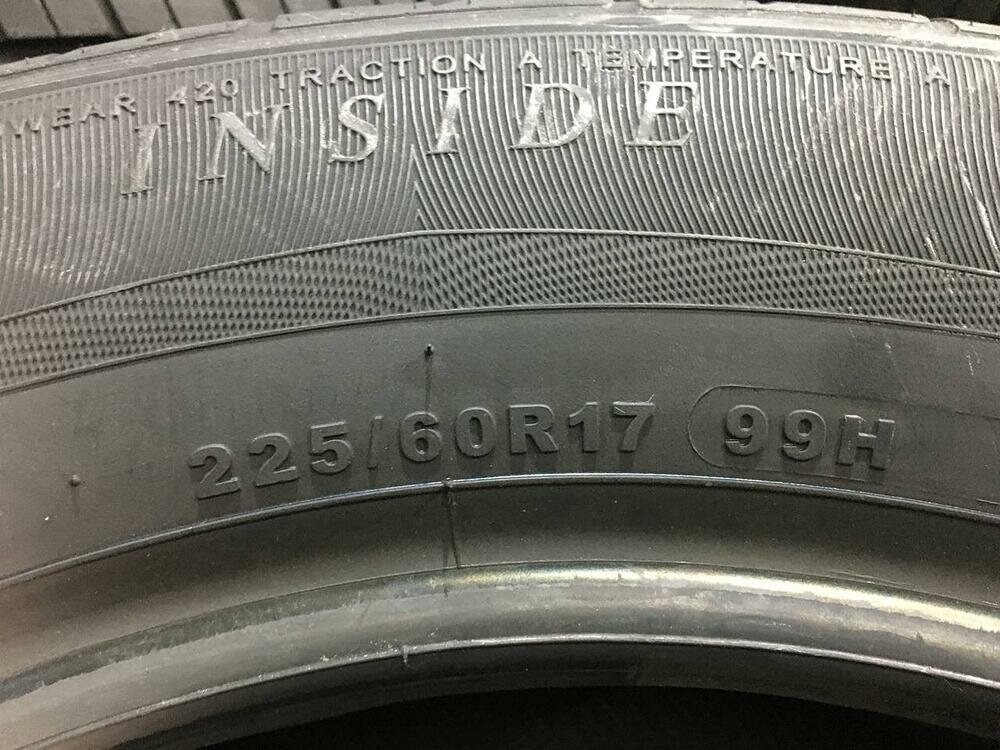 WEAR 420 TRACTION A TEMPERATURE A
INSIDE
225/60R17 99H